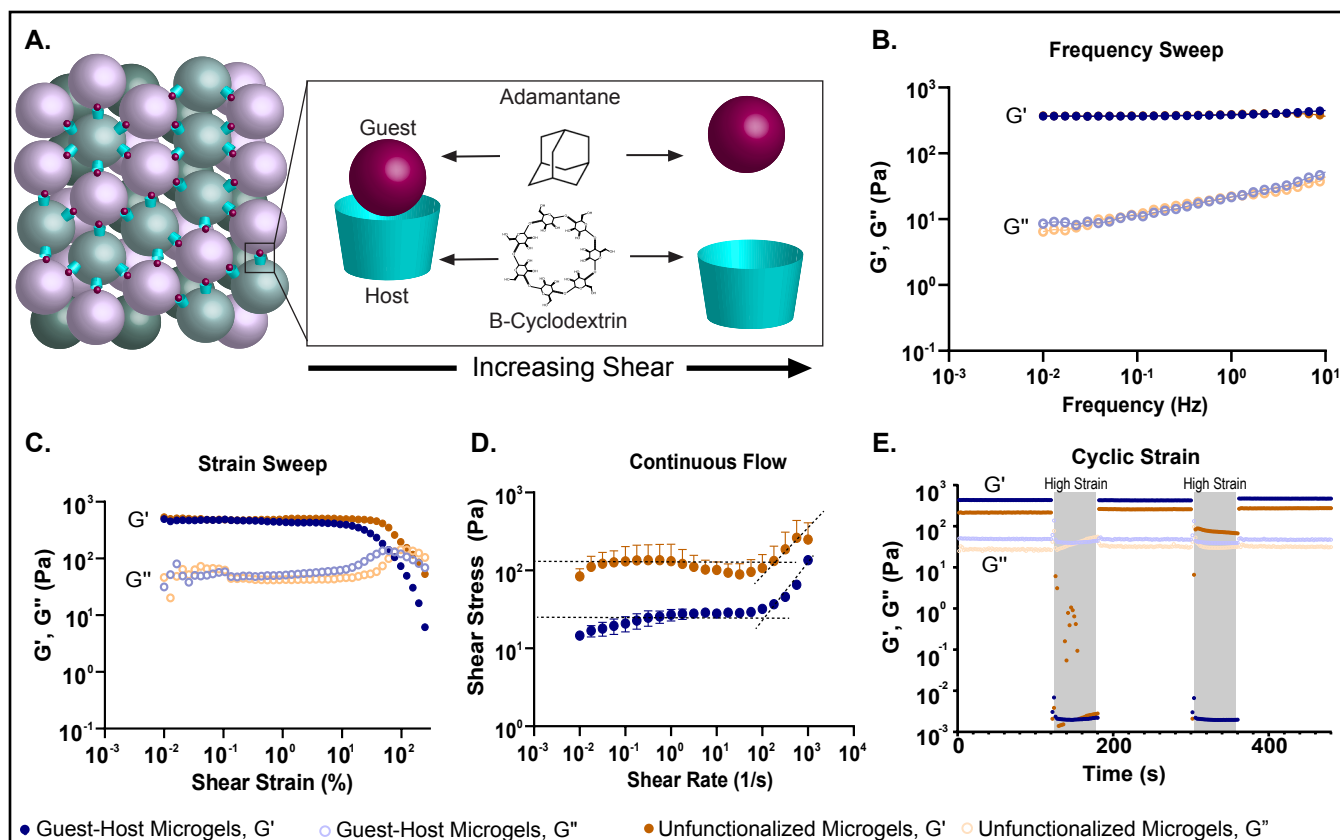 A.
Adamantane
Guest
Host
B-Cyclodextrin
Increasing Shear
B.
Frequency Sweep
G'
G"
G', G" (Pa)
10³
10²
10¹
10⁰
10⁻¹
10⁻³ 10⁻² 10⁻¹ 10⁰ 10¹
Frequency (Hz)
C.
Strain Sweep
G'
G"
G', G" (Pa)
10³
10²
10¹
10⁰
10⁻¹
10⁻³ 10⁻² 10⁻¹ 10⁰ 10¹ 10²
Shear Strain (%)
D.
Continuous Flow
Shear Stress (Pa)
10³
10²
10¹
10⁰
10⁻³ 10⁻² 10⁻¹ 10⁰ 10¹ 10² 10³ 10⁴
Shear Rate (1/s)
E.
Cyclic Strain
High Strain High Strain
G'
G"
G', G" (Pa)
10³
10²
10¹
10⁰
10⁻¹
10⁻²
10⁻³
0 200 400
Time (s)
Guest-Host Microgels, G' Guest-Host Microgels, G" Unfunctionalized Microgels, G' Unfunctionalized Microgels, G”